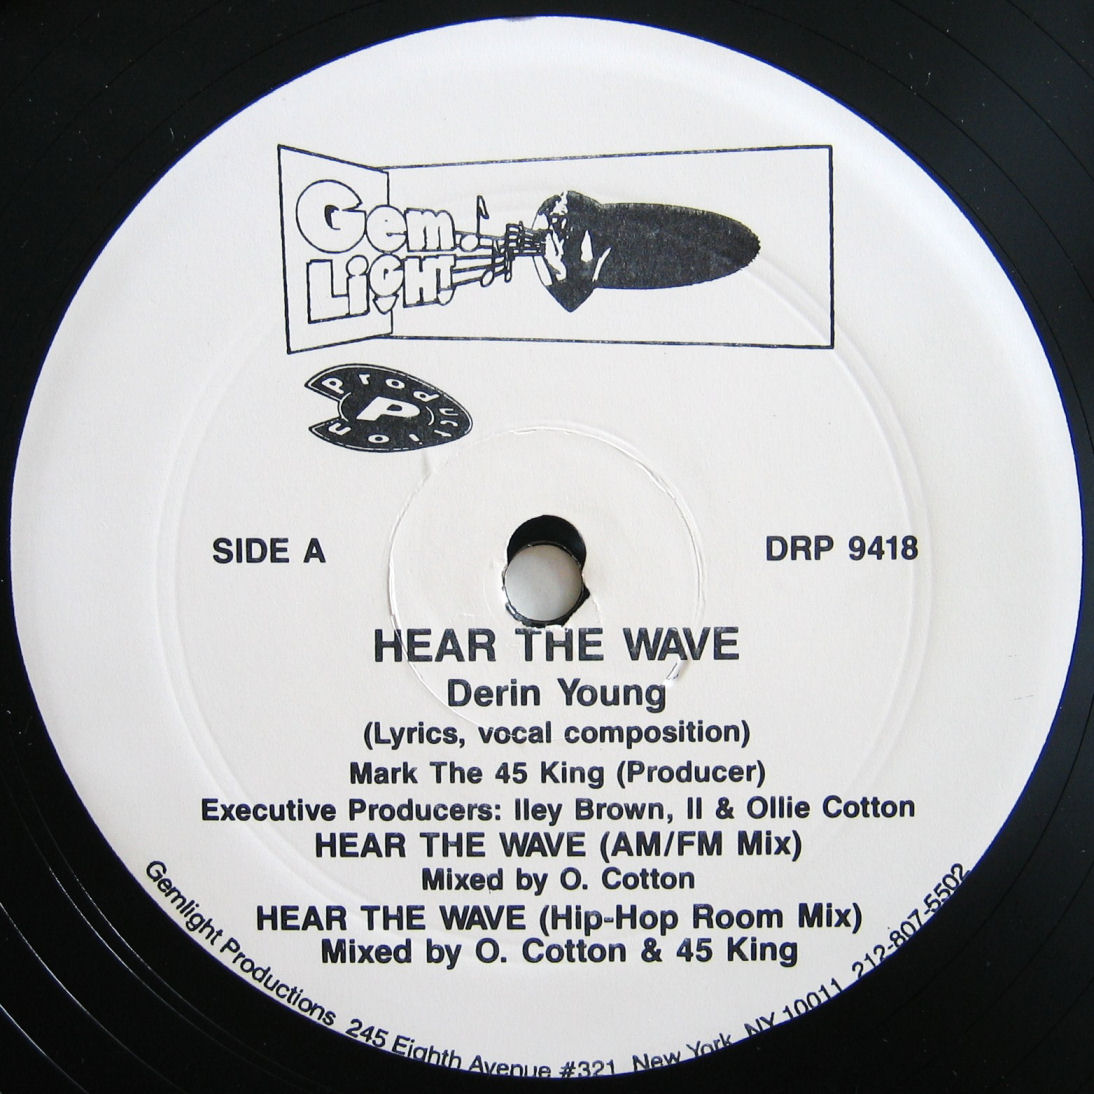 Gem
Light
Production
P
SIDE A
DRP 9418
HEAR THE WAVE
Derin Young
(Lyrics, vocal composition)
Mark The 45 King (Producer)
Executive Producers: Iley Brown, II & Ollie Cotton
HEAR THE WAVE (AM/FM Mix)
Mixed by O. Cotton
HEAR THE WAVE (Hip-Hop Room Mix)
Mixed by O. Cotton & 45 King
Gemlight Productions 245 Eighth Avenue #321 New York, NY 10011 212-807-5502